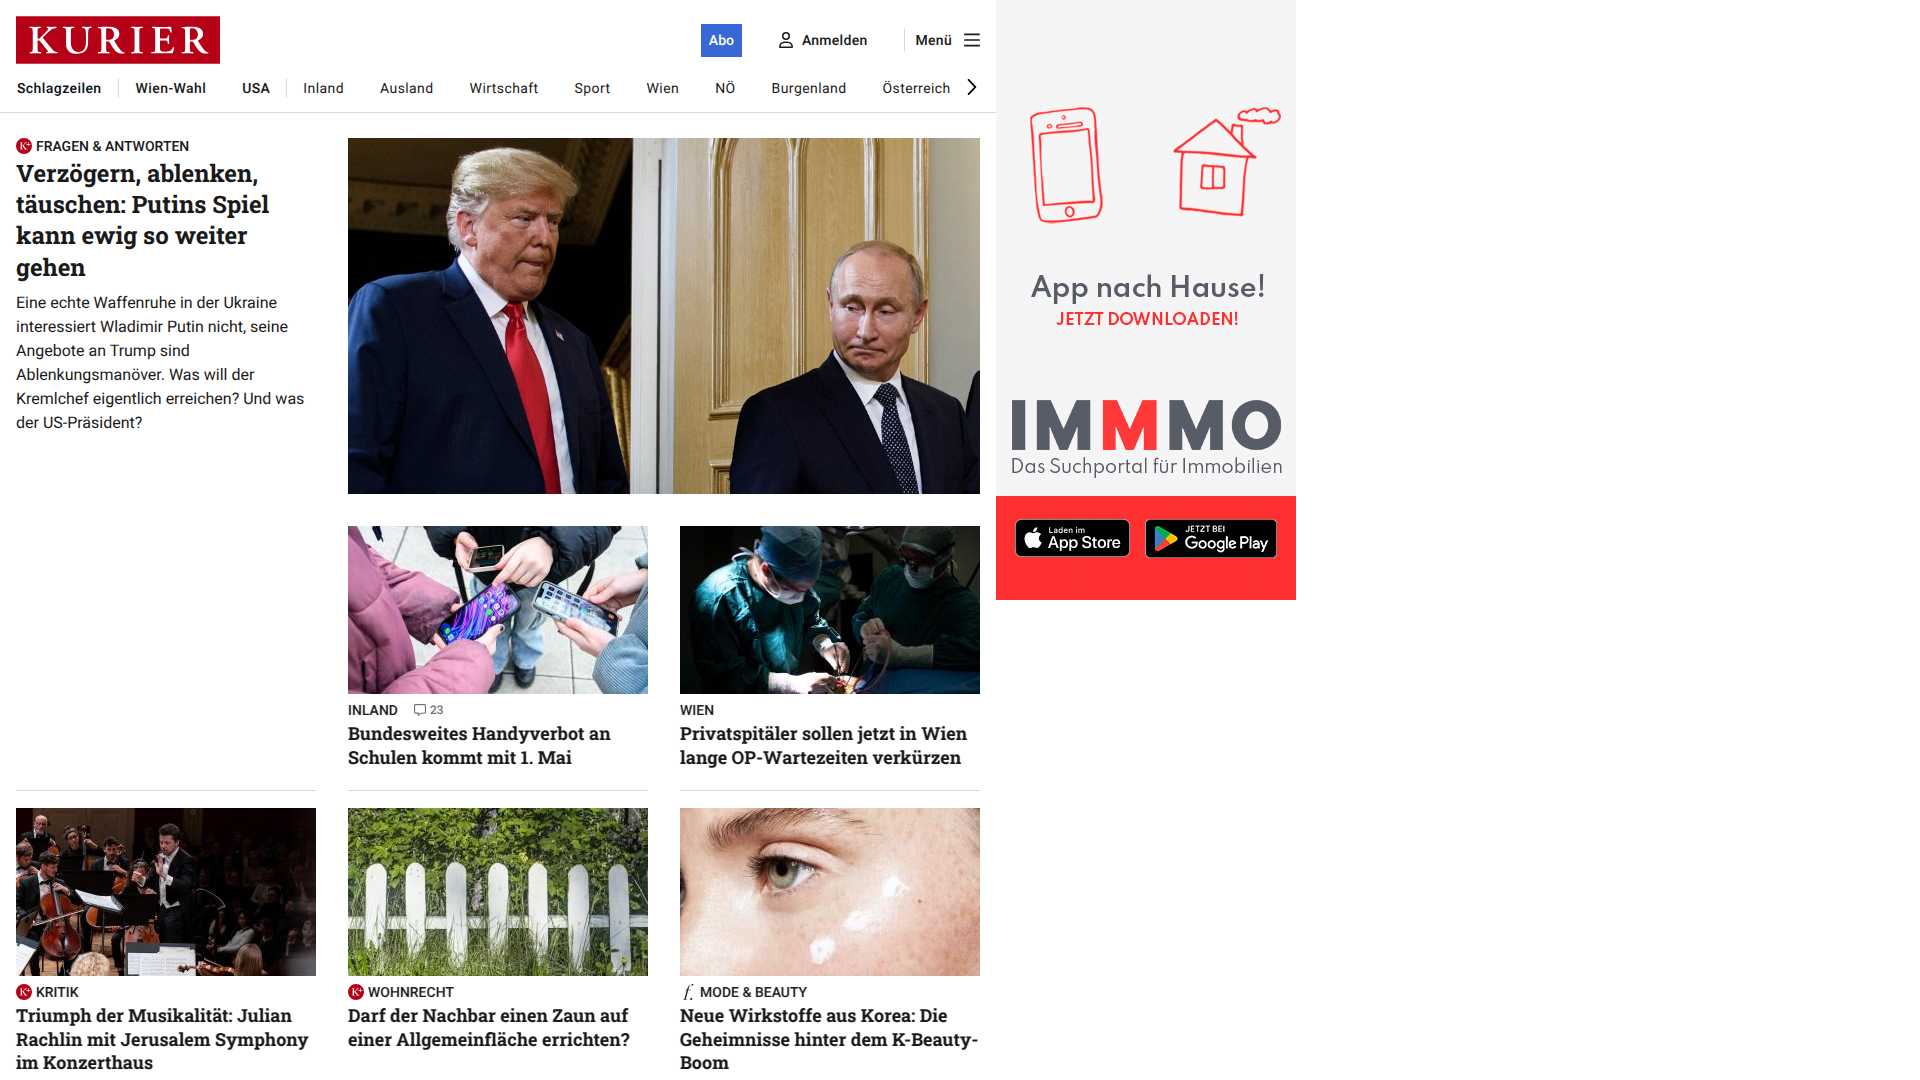 KURIER
Abo
Anmelden
Menü
Schlagzeilen
Wien-Wahl
USA
Inland
Ausland
Wirtschaft
Sport
Wien
NÖ
Burgenland
Österreich
K+ FRAGEN & ANTWORTEN
Verzögern, ablenken,
täuschen: Putins Spiel
kann ewig so weiter
gehen
Eine echte Waffenruhe in der Ukraine
interessiert Wladimir Putin nicht, seine
Angebote an Trump sind
Ablenkungsmanöver. Was will der
Kremlchef eigentlich erreichen? Und was
der US-Präsident?
INLAND 23
Bundesweites Handyverbot an
Schulen kommt mit 1. Mai
WIEN
Privatspitäler sollen jetzt in Wien
lange OP-Wartezeiten verkürzen
K+ KRITIK
Triumph der Musikalität: Julian
Rachlin mit Jerusalem Symphony
im Konzerthaus
K+ WOHNRECHT
Darf der Nachbar einen Zaun auf
einer Allgemeinfläche errichten?
f. MODE & BEAUTY
Neue Wirkstoffe aus Korea: Die
Geheimnisse hinter dem K-Beauty-
Boom
App nach Hause!
JETZT DOWNLOADEN!
IMMMO
Das Suchportal für Immobilien
Laden im
App Store
JETZT BEI
Google Play